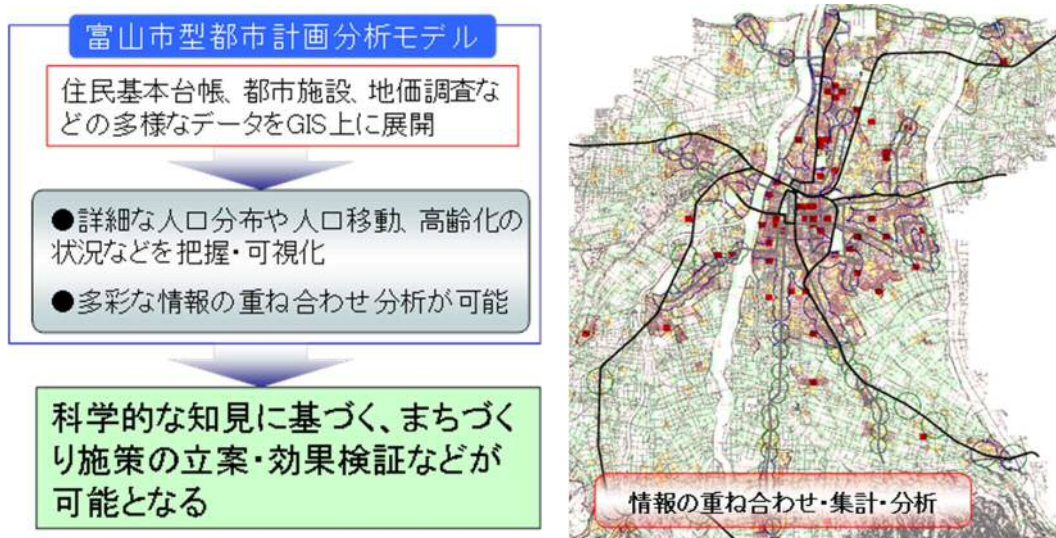 富山市型都市計画分析モデル
住民基本台帳、都市施設、地価調査な
どの多様なデータをGIS上に展開
●詳細な人口分布や人口移動、高齢化の
状況などを把握・可視化
●多彩な情報の重ね合わせ分析が可能
科学的な知見に基づく、まちづく
り施策の立案・効果検証などが
可能となる
情報の重ね合わせ・集計・分析